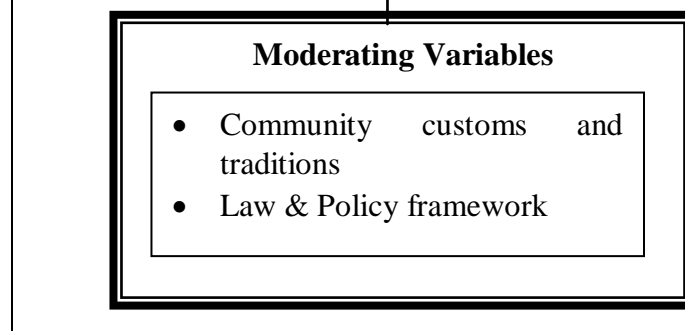 Moderating Variables
• Community customs and
traditions
• Law & Policy framework